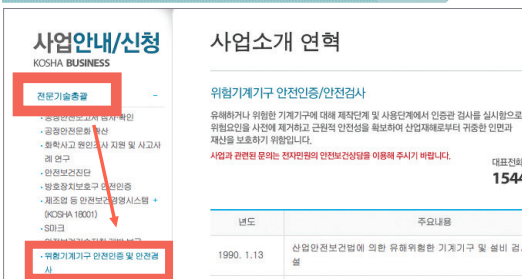 사업안내/신청
KOSHA BUSINESS
전문기술총괄 -
· 공정안전보고서 심사 확인
· 공정안전문화 확산
· 화학사고 원인조사 지원 및 사고사
례 연구
· 안전보건진단
· 방호장치보호구 안전인증
· 제조업 등 안전보건경영시스템 +
(KOSHA 18001)
· S마크
· 위험기계기구 안전인증 및 안전검
사
사업소개 연혁
위험기계기구 안전인증/안전검사
유해하거나 위험한 기계기구에 대해 제작단계 및 사용단계에서 인증관 검사를 실시함으로
위험요인을 사전에 제거하고 근원적 안전성을 확보하여 산업재해로부터 귀중한 인면과
재산을 보호하기 위함입니다.
사업과 관련된 문의는 전자민원의 안전보건상담을 이용해 주시기 바랍니다.
대표전화
1544
년도 주요내용
1990. 1.13 산업안전보건법에 의한 유해위험한 기계기구 및 설비 검
설